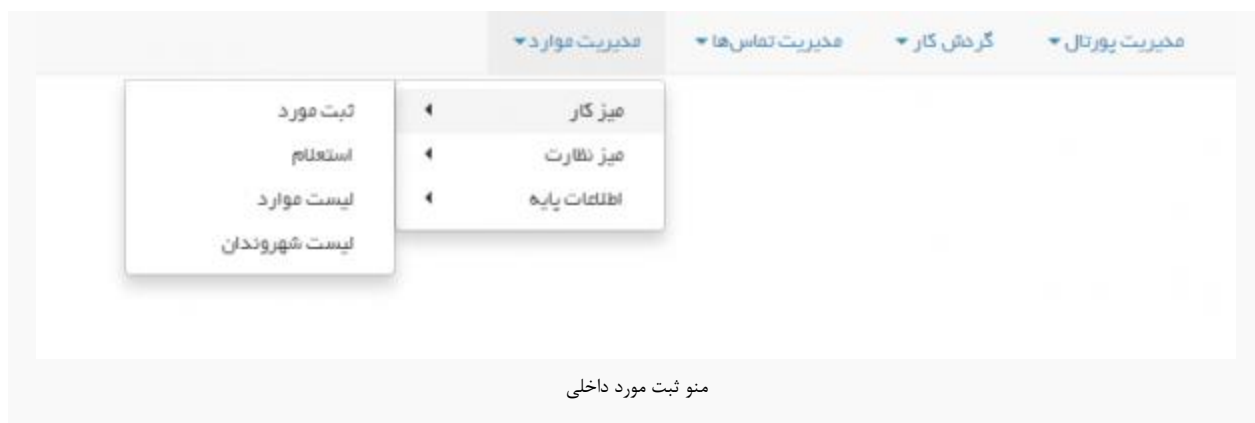 مدیریت پورتال گردش کار مدیریت تماس‌ها مدیریت موارد
میز کار
میز نظارت
اطلاعات پایه
ثبت مورد
استعلام
لیست موارد
لیست شهروندان
منو ثبت مورد داخلی